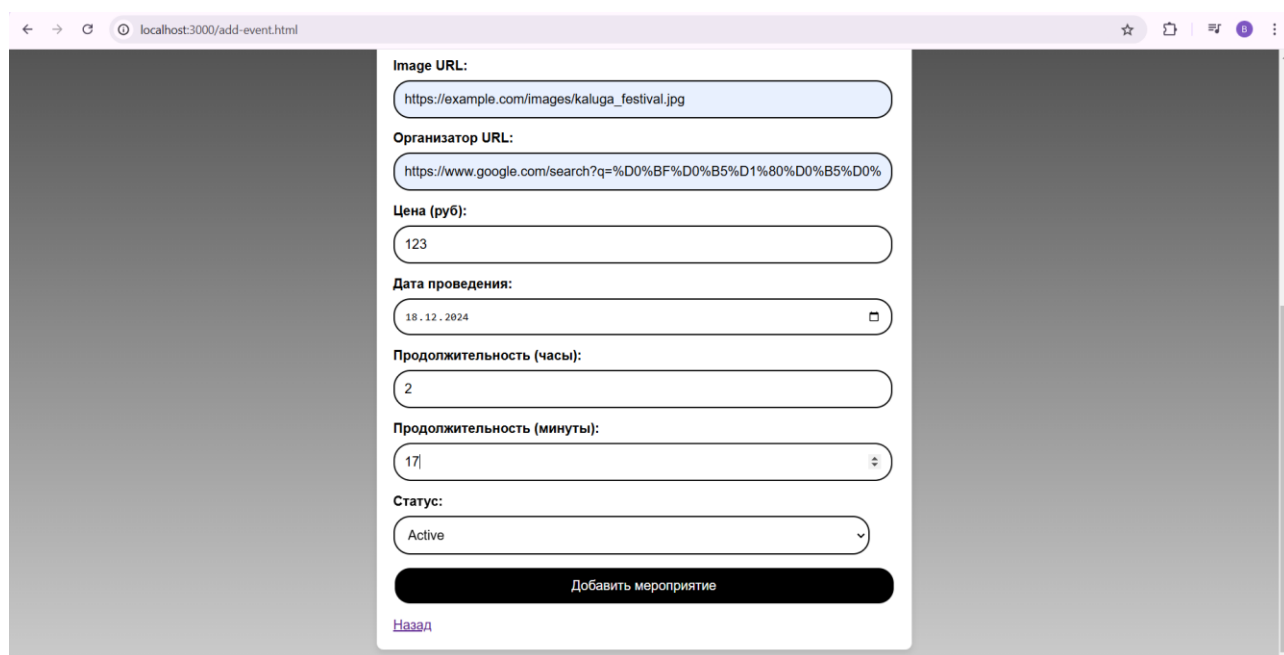 localhost:3000/add-event.html
B
Image URL:
https://example.com/images/kaluga_festival.jpg
Организатор URL:
https://www.google.com/search?q=%D0%BF%D0%B5%D1%80%D0%B5%D0%
Цена (руб):
123
Дата проведения:
18.12.2024
Продолжительность (часы):
2
Продолжительность (минуты):
17
Статус:
Active
Добавить мероприятие
Назад